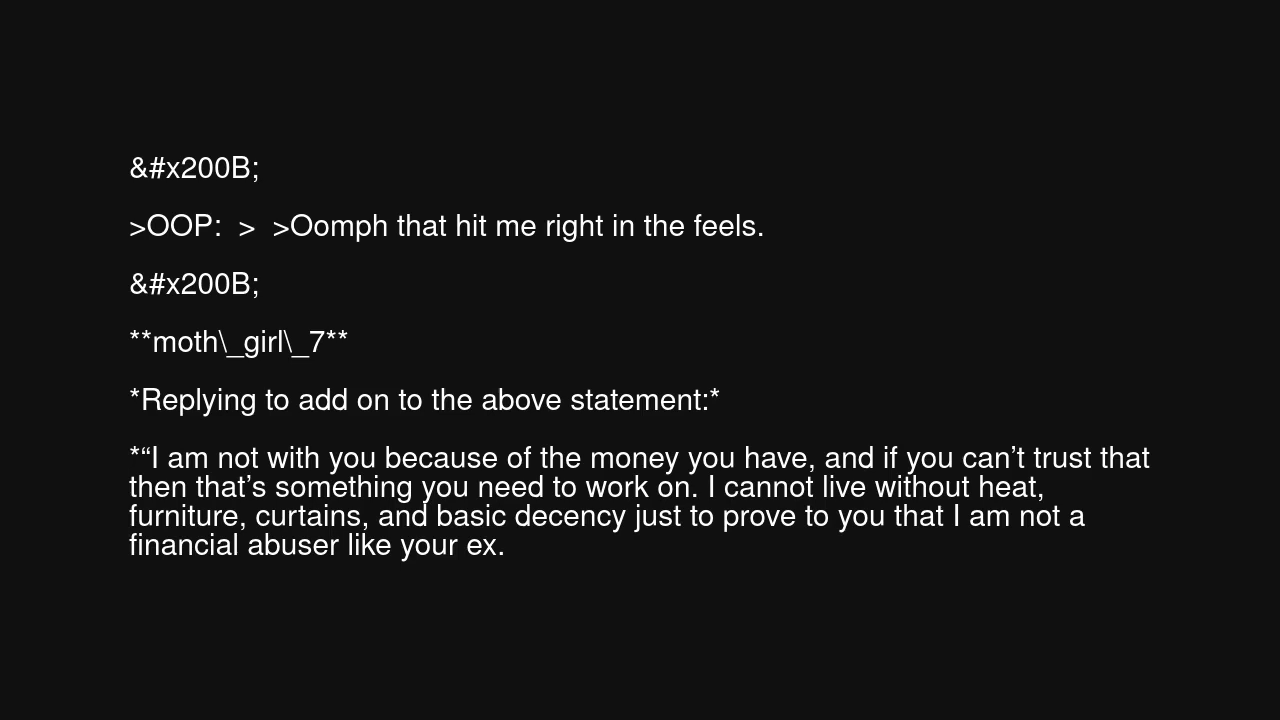 &#x200B;
>OOP:  >  >Oomph that hit me right in the feels.
&#x200B;
**moth\_girl\_7**
*Replying to add on to the above statement:*
*“I am not with you because of the money you have, and if you can’t trust that
then that’s something you need to work on. I cannot live without heat,
furniture, curtains, and basic decency just to prove to you that I am not a
financial abuser like your ex.